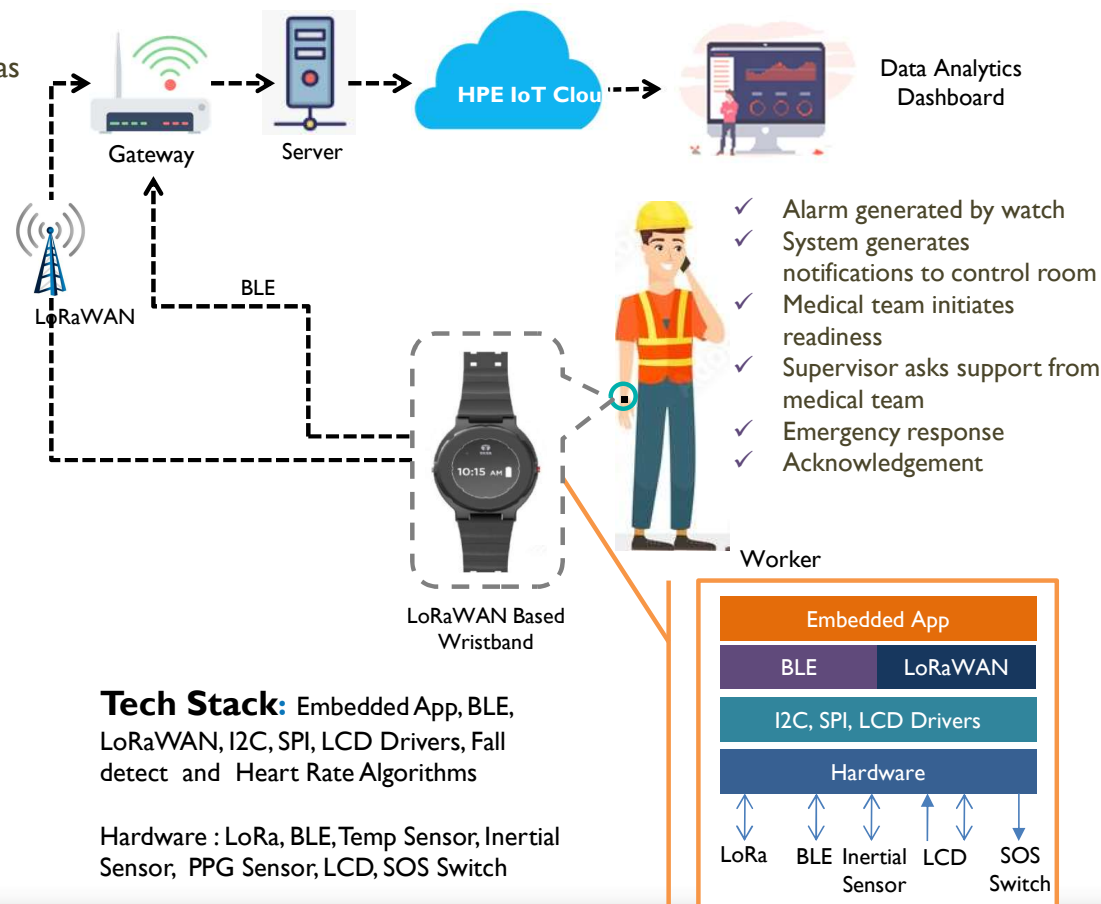 as
HPE IoT Clou
Data Analytics
Dashboard
Gateway
Server
LoRaWAN
BLE
✓ Alarm generated by watch
✓ System generates
notifications to control room
✓ Medical team initiates
readiness
✓ Supervisor asks support from
medical team
✓ Emergency response
✓ Acknowledgement
10:15 AM
LoRaWAN Based
Wristband
Worker
Embedded App
BLE LoRaWAN
I2C, SPI, LCD Drivers
Hardware
LoRa BLE Inertial LCD SOS
Sensor Switch
Tech Stack: Embedded App, BLE,
LoRaWAN, I2C, SPI, LCD Drivers, Fall
detect and Heart Rate Algorithms
Hardware : LoRa, BLE, Temp Sensor, Inertial
Sensor, PPG Sensor, LCD, SOS Switch